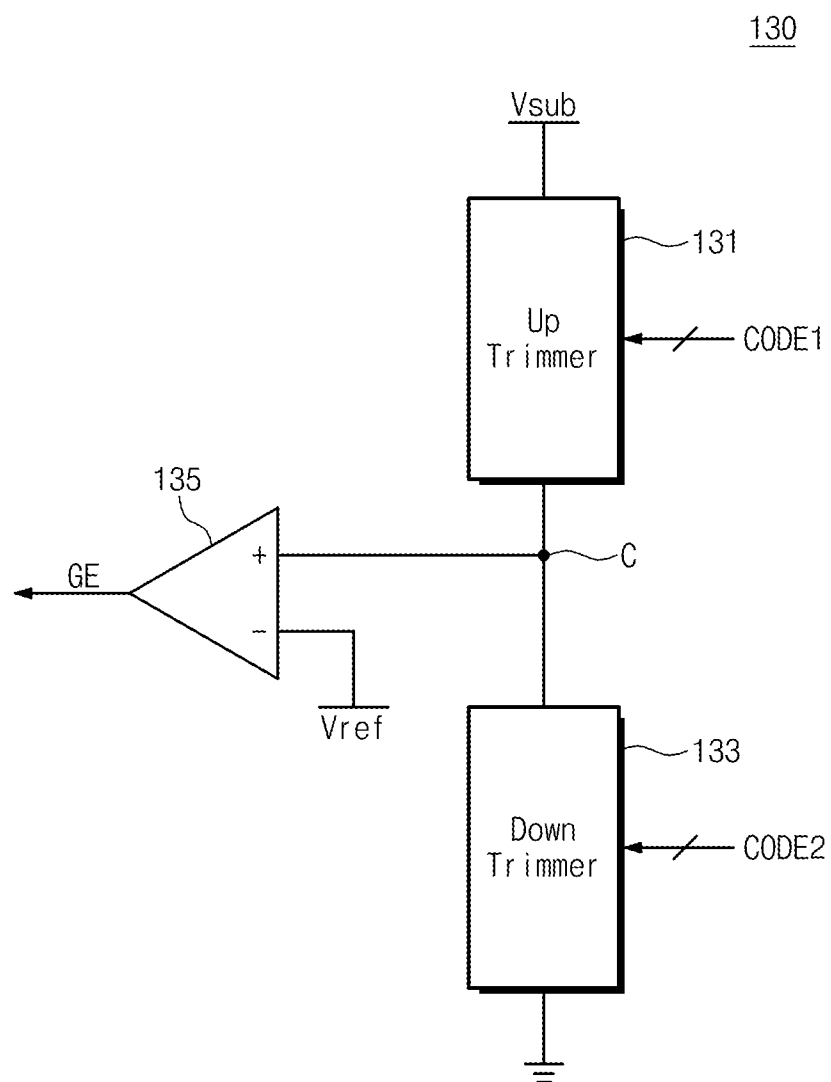 130
Vsub
131
Up
Trimmer
CODE1
135
+
C
GE
−
Vref
133
Down
Trimmer
CODE2